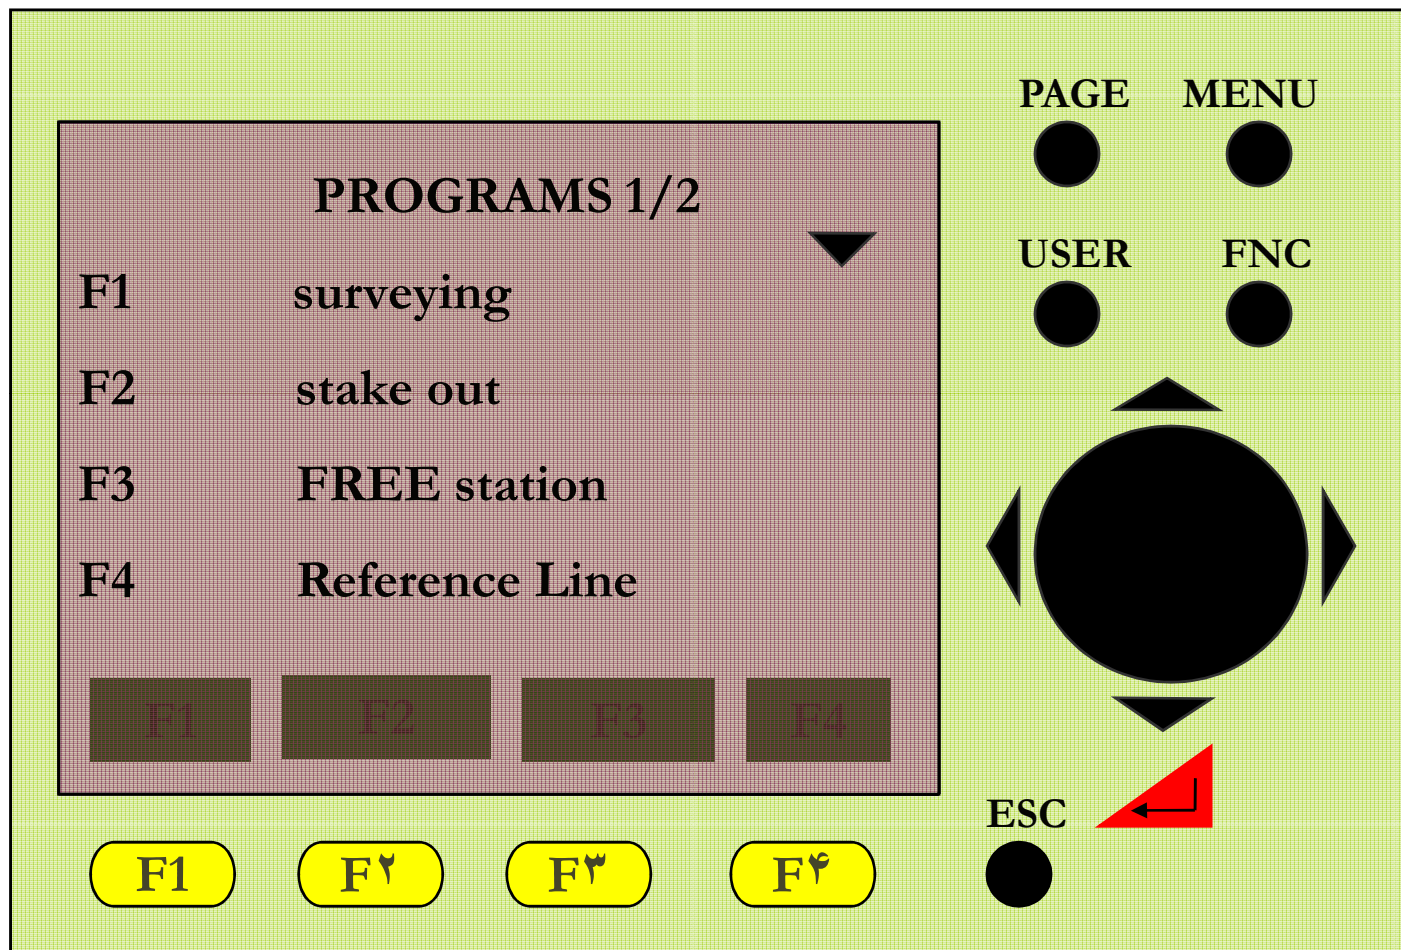 PAGE MENU
PROGRAMS 1/2
USER FNC
F1 surveying
F2 stake out
F3 FREE station
F4 Reference Line
F1 F2 F3 F4
ESC
F1 F۲ F۳ F۴